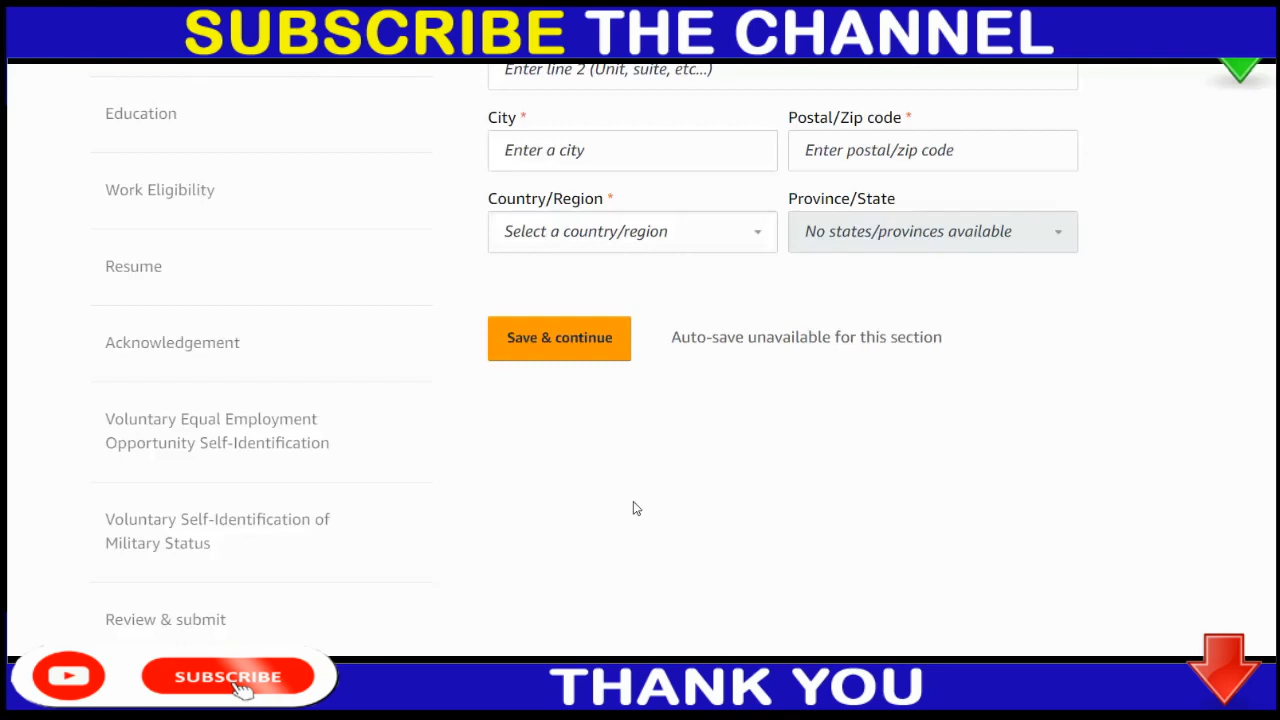 SUBSCRIBE THE CHANNEL
Enter line 2 (Unit, suite, etc...)
Education
City * Postal/Zip code *
Enter a city Enter postal/zip code
Work Eligibility
Country/Region * Province/State
Select a country/region No states/provinces available
Resume
Acknowledgement
Save & continue Auto-save unavailable for this section
Voluntary Equal Employment
Opportunity Self-Identification
Voluntary Self-Identification of
Military Status
Review & submit
SUBSCRIBE
THANK YOU